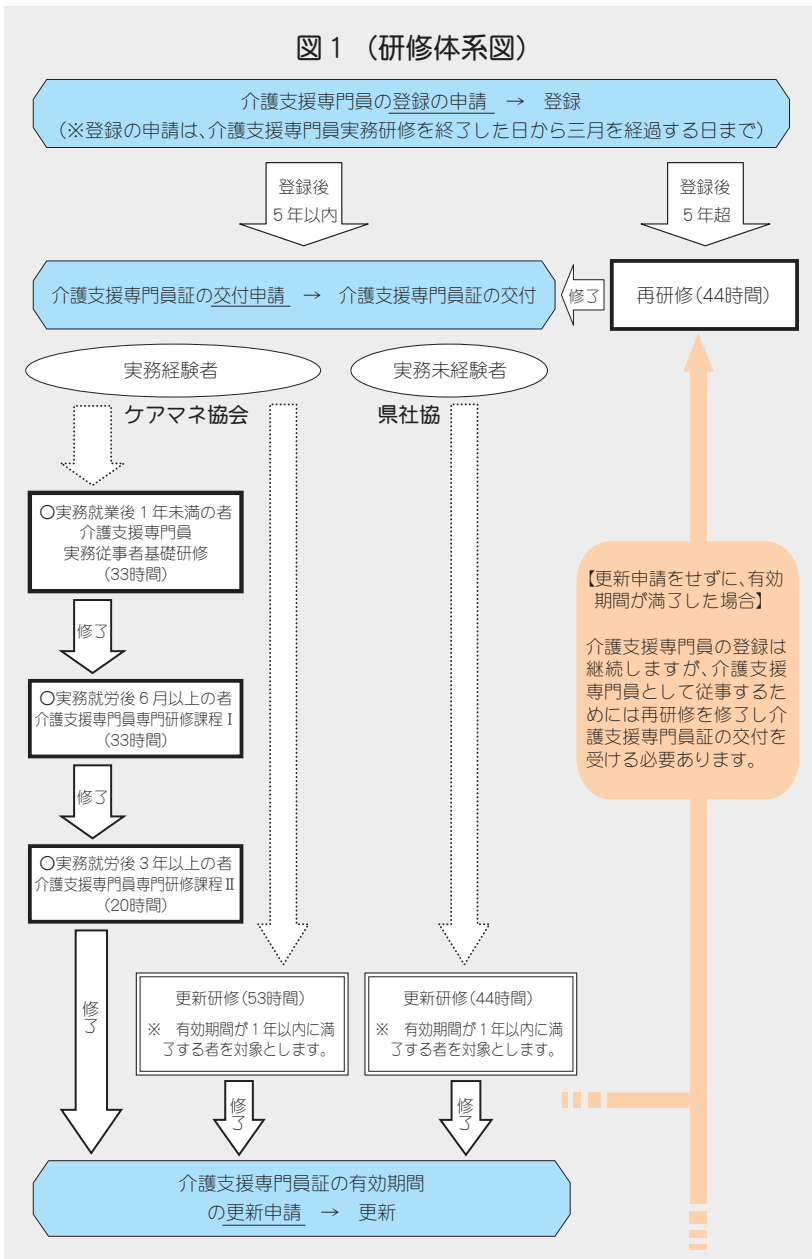 図1 (研修体系図)
介護支援専門員の登録の申請 → 登録
(※登録の申請は、介護支援専門員実務研修を終了した日から三月を経過する日まで)
登録後
5年以内
登録後
5年超
介護支援専門員証の交付申請 → 介護支援専門員証の交付
修了
再研修(44時間)
実務経験者
実務未経験者
ケアマネ協会
県社協
○実務就業後1年未満の者
介護支援専門員
実務従事者基礎研修
(33時間)
修了
○実務就労後6月以上の者
介護支援専門員専門研修課程Ⅰ
(33時間)
修了
○実務就労後3年以上の者
介護支援専門員専門研修課程Ⅱ
(20時間)
修了
更新研修(53時間)
※ 有効期間が1年以内に満
了する者を対象とします。
修了
更新研修(44時間)
※ 有効期間が1年以内に満
了する者を対象とします。
修了
【更新申請をせずに、有効
期間が満了した場合】
介護支援専門員の登録は
継続しますが、介護支援
専門員として従事するた
めには再研修を修了し介
護支援専門員証の交付を
受ける必要あります。
介護支援専門員証の有効期間
の更新申請 → 更新